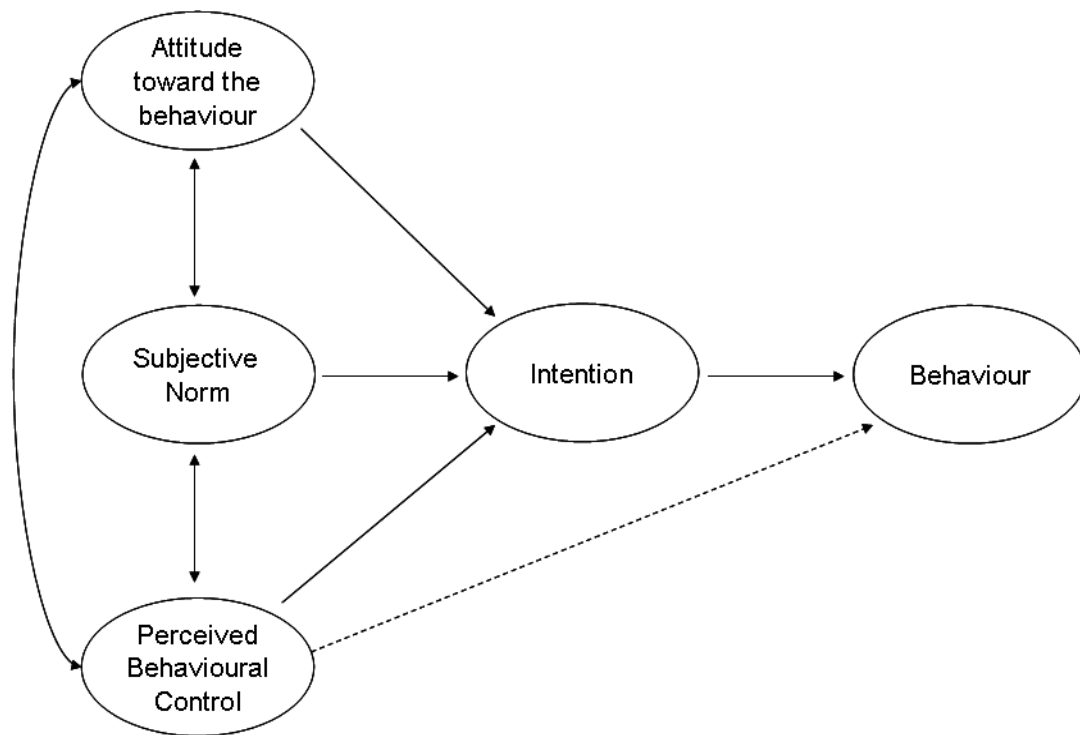 Attitude
toward the
behaviour
Subjective
Norm
Intention
Behaviour
Perceived
Behavioural
Control